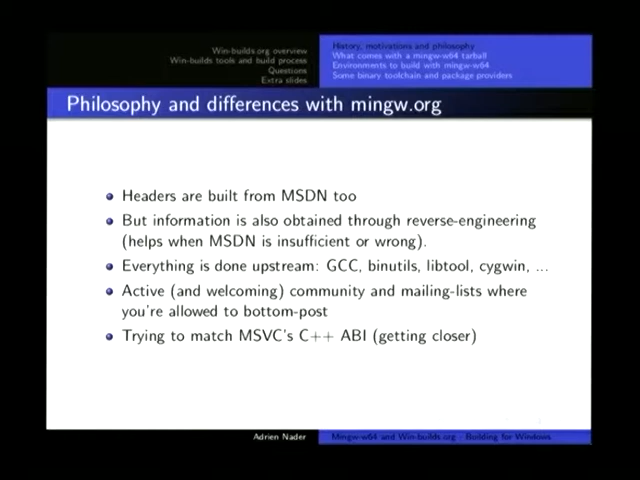 Win-builds.org overview
Win-builds tools and build process
Questions
Extra slides
History, motivations and philosophy
What comes with a mingw-w64 tarball
Environments to build with mingw-w64
Some binary toolchain and package providers
Philosophy and differences with mingw.org
Headers are built from MSDN too
But information is also obtained through reverse-engineering
(helps when MSDN is insufficient or wrong).
Everything is done upstream: GCC, binutils, libtool, cygwin, ...
Active (and welcoming) community and mailing-lists where
you're allowed to bottom-post
Trying to match MSVC's C++ ABI (getting closer)
Adrien Nader
Mingw-w64 and Win-builds.org - Building for Windows